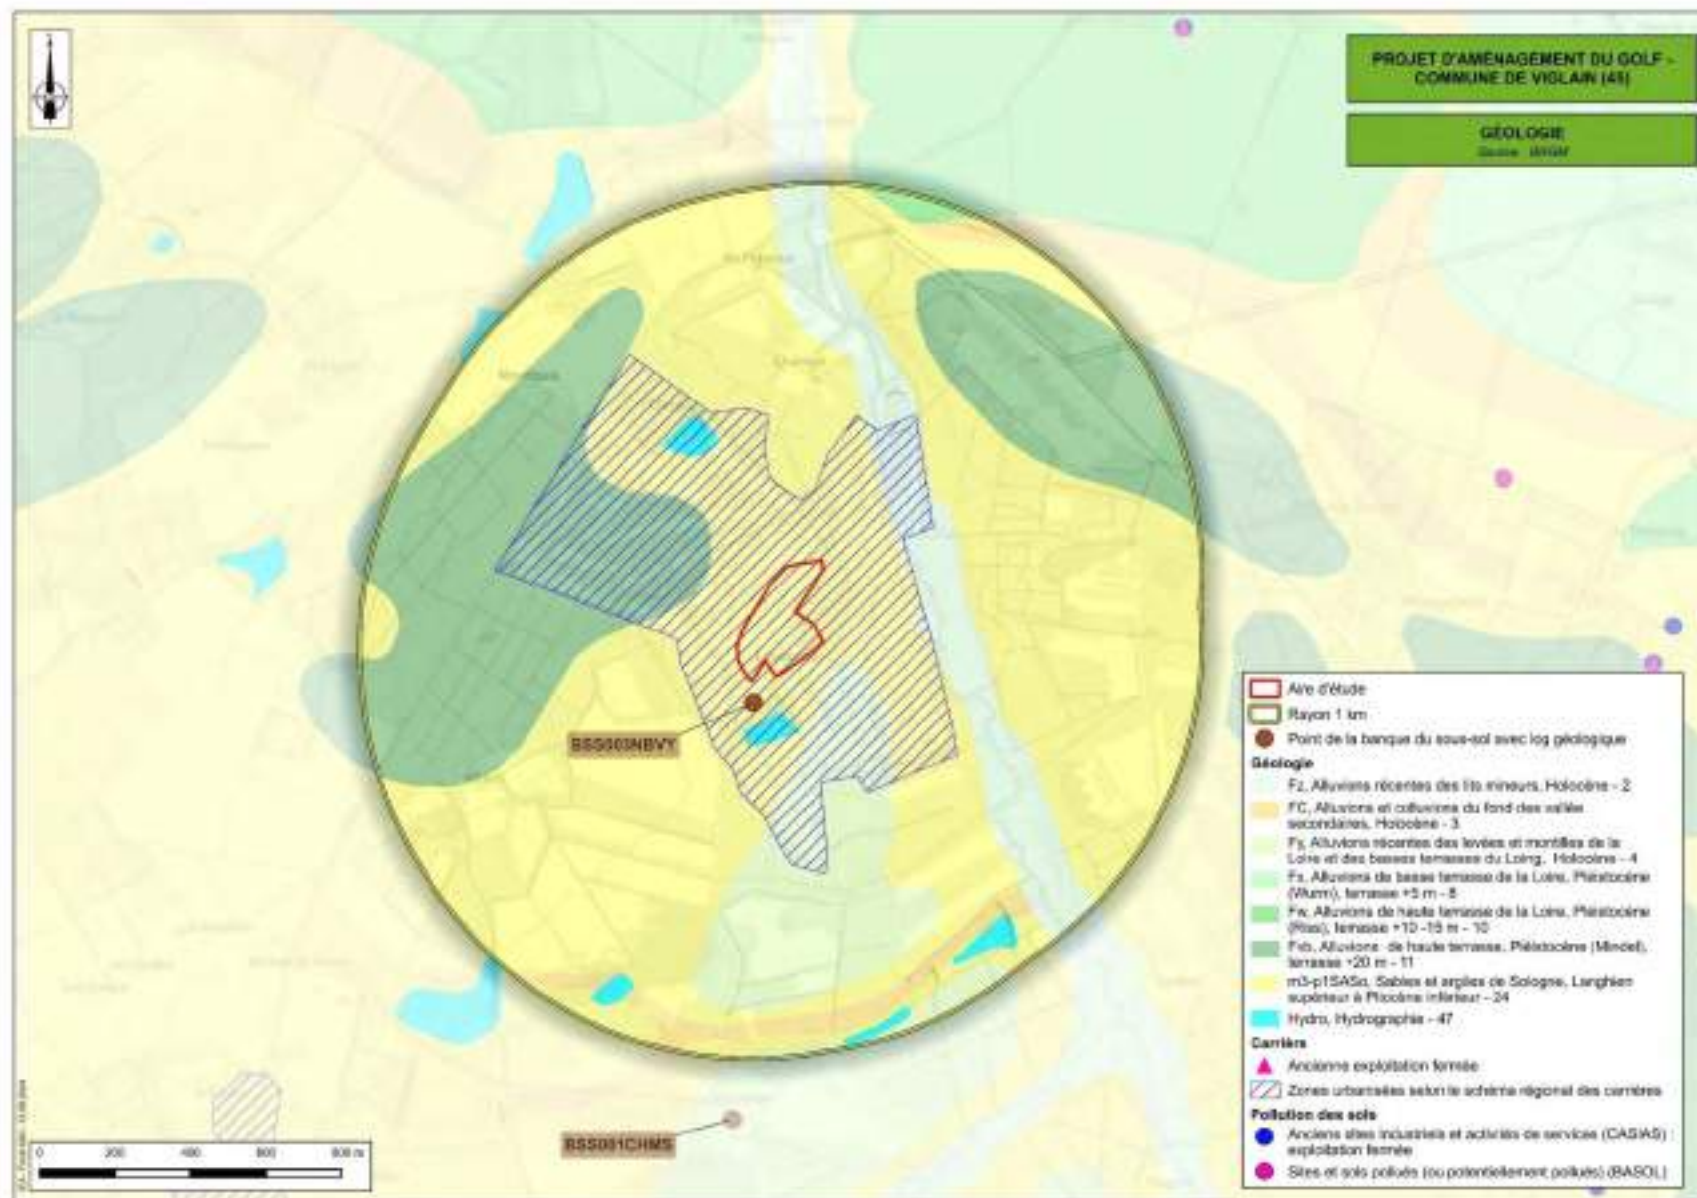 PROJET D'AMÉNAGEMENT DU GOLF -
COMMUNE DE VIGLAIN (45)
GÉOLOGIE
Source : BRGM
BSS003NBVY
BSS001CHMS
0 200 400 600 800 m
Aire d'étude
Rayon 1 km
Point de la banque du sous-sol avec log géologique
Géologie
Fz, Alluvions récentes des lits mineurs, Holocène - 2
FC, Alluvions et colluvions du fond des vallée
secondaires, Holocène - 3
Fy, Alluvions récentes des levées et montilles de la
Loire et des basses terrasses du Loing, Holocène - 4
Fx, Alluvions de basse terrasse de la Loire, Pléistocène
(Wurm), terrasse +5 m - 8
Fw, Alluvions de haute terrasse de la Loire, Pléistocène
(Riss), terrasse +10 -15 m - 10
Alluvions de haute terrasse, Pléistocène (Mindel),
terrasse +20 m - 11
m3-p1SASo, Sables et argiles de Sologne, Langhien
supérieur à Pliocène inférieur - 24
Hydro, Hydrographie - 47
Carrière
Ancienne exploitation fermée
Zones urbanisées selon le schéma régional des carrières
Pollution des sols
Anciens sites industriels et activités de services (CASIAS) :
exploitation fermée
Sites et sols pollués (ou potentiellement pollués) (BASOL)